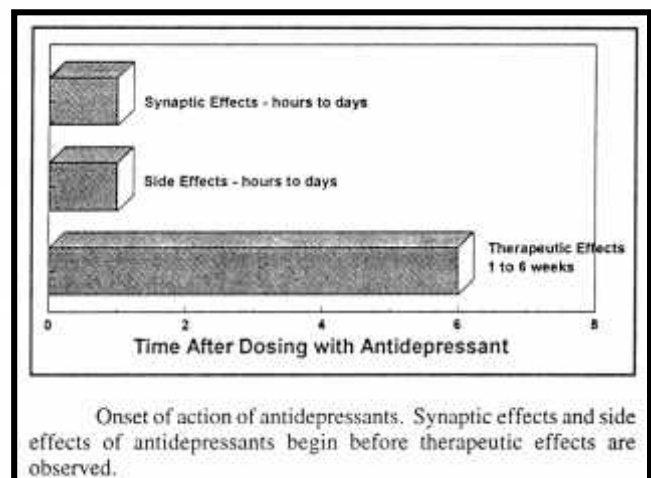 Synaptic Effects - hours to days
Side Effects - hours to days
Therapeutic Effects
1 to 6 weeks
0 2 4 6 8
Time After Dosing with Antidepressant
Onset of action of antidepressants. Synaptic effects and side
effects of antidepressants begin before therapeutic effects are
observed.